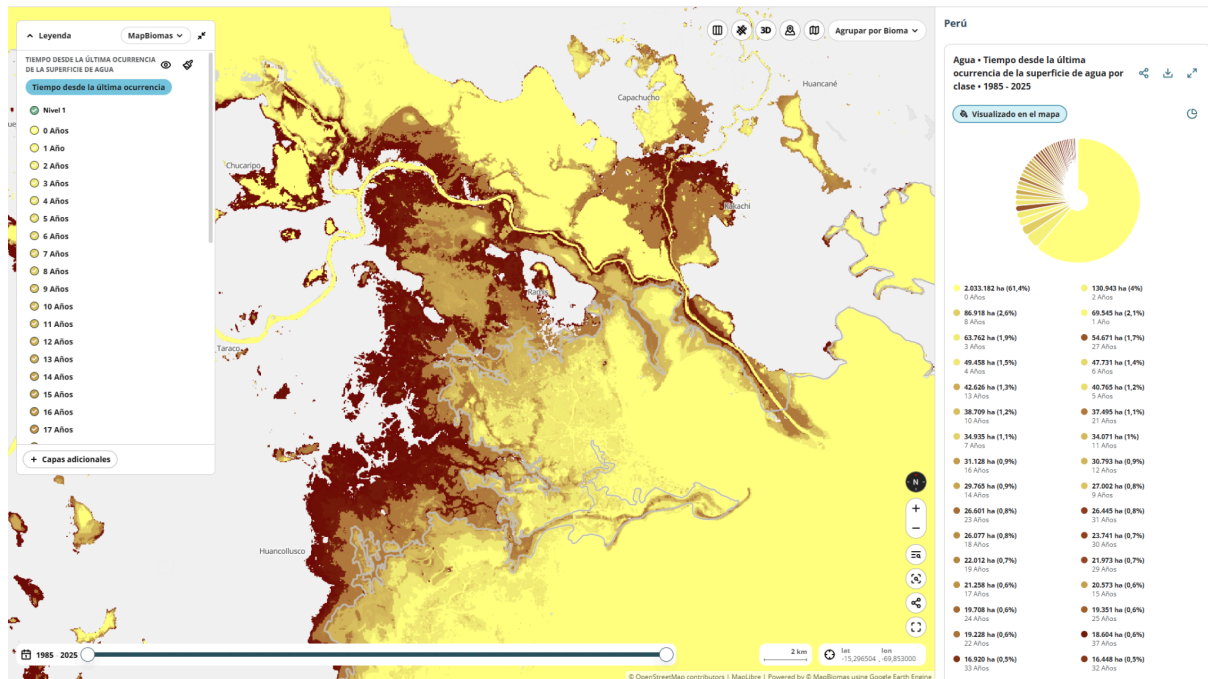 Leyenda
MapBiomas
TIEMPO DESDE LA ÚLTIMA OCURRENCIA
DE LA SUPERFICIE DE AGUA
Tiempo desde la última ocurrencia
Nivel 1
0 Años
1 Año
2 Años
3 Años
4 Años
5 Años
6 Años
7 Años
8 Años
9 Años
10 Años
11 Años
12 Años
13 Años
14 Años
15 Años
16 Años
17 Años
+ Capas adicionales
3D
Agrupar por Bioma
Huancané
Capachucho
Chucaripo
Kakachi
Taraco
Huancollusco
N
+
−
1985 2025
2 km
lat
-15,296504
lon
, -69,853000
© OpenStreetMap contributors | MapLibre | Powered by © MapBiomas using Google Earth Engine
Perú
Agua • Tiempo desde la última
ocurrencia de la superficie de agua por
clase • 1985 - 2025
Visualizado en el mapa
2.033.182 ha (61,4%)
0 Años
130.943 ha (4%)
2 Años
86.918 ha (2,6%)
8 Años
69.545 ha (2,1%)
1 Año
63.762 ha (1,9%)
3 Años
54.671 ha (1,7%)
27 Años
49.458 ha (1,5%)
4 Años
47.731 ha (1,4%)
6 Años
42.626 ha (1,3%)
13 Años
40.765 ha (1,2%)
5 Años
38.709 ha (1,2%)
10 Años
37.495 ha (1,1%)
21 Años
34.935 ha (1,1%)
7 Años
34.071 ha (1%)
11 Años
31.128 ha (0,9%)
16 Años
30.793 ha (0,9%)
12 Años
29.765 ha (0,9%)
14 Años
27.002 ha (0,8%)
9 Años
26.601 ha (0,8%)
23 Años
26.445 ha (0,8%)
31 Años
26.077 ha (0,8%)
18 Años
23.741 ha (0,7%)
30 Años
22.012 ha (0,7%)
19 Años
21.973 ha (0,7%)
29 Años
21.258 ha (0,6%)
17 Años
20.573 ha (0,6%)
15 Años
19.708 ha (0,6%)
24 Años
19.351 ha (0,6%)
25 Años
19.228 ha (0,6%)
22 Años
18.604 ha (0,6%)
37 Años
16.920 ha (0,5%)
33 Años
16.448 ha (0,5%)
32 Años